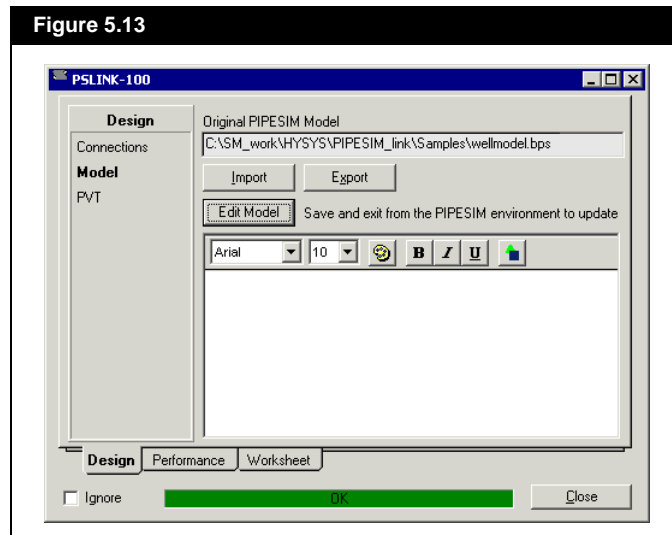 Figure 5.13
PSLINK-100
Design
Connections
Model
PVT
Original PIPESIM Model
C:\SM_work\HYSYS\PIPESIM_link\Samples\wellmodel.bps
Import Export
Edit Model Save and exit from the PIPESIM environment to update
Arial 10 B I U
Design Performance Worksheet
Ignore OK Close